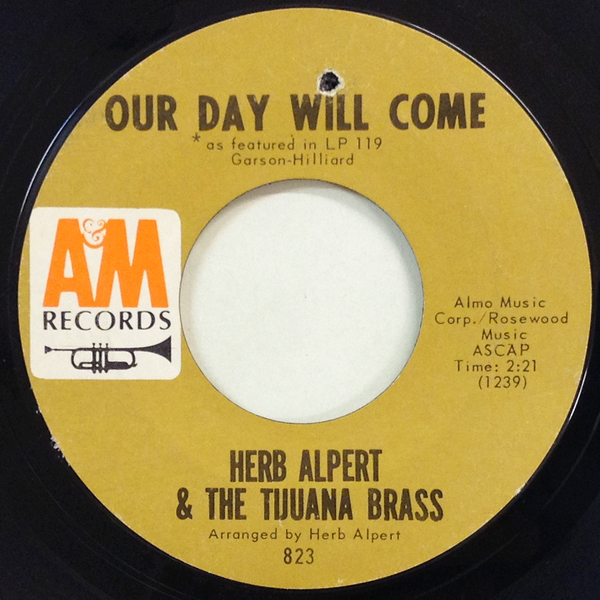 OUR DAY WILL COME
*as featured in LP 119
Garson-Hilliard
A&M
RECORDS
Almo Music
Corp./Rosewood
Music
ASCAP
Time: 2:21
(1239)
HERB ALPERT
& THE TIJUANA BRASS
Arranged by Herb Alpert
823